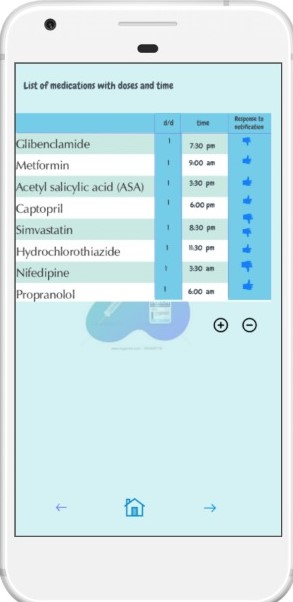 List of medications with doses and time
d/d time Respown to notification
Glibenclamide 1 7:30 pm
Metformin 1 9:00 am
Acetyl salicylic acid (ASA) 1 3:30 pm
Captopril 1 6:00 pm
Simvastatin 1 8:30 pm
Hydrochlorothiazide 1 11:30 pm
Nifedipine 1 3:30 am
Propranolol 1 6:00 am